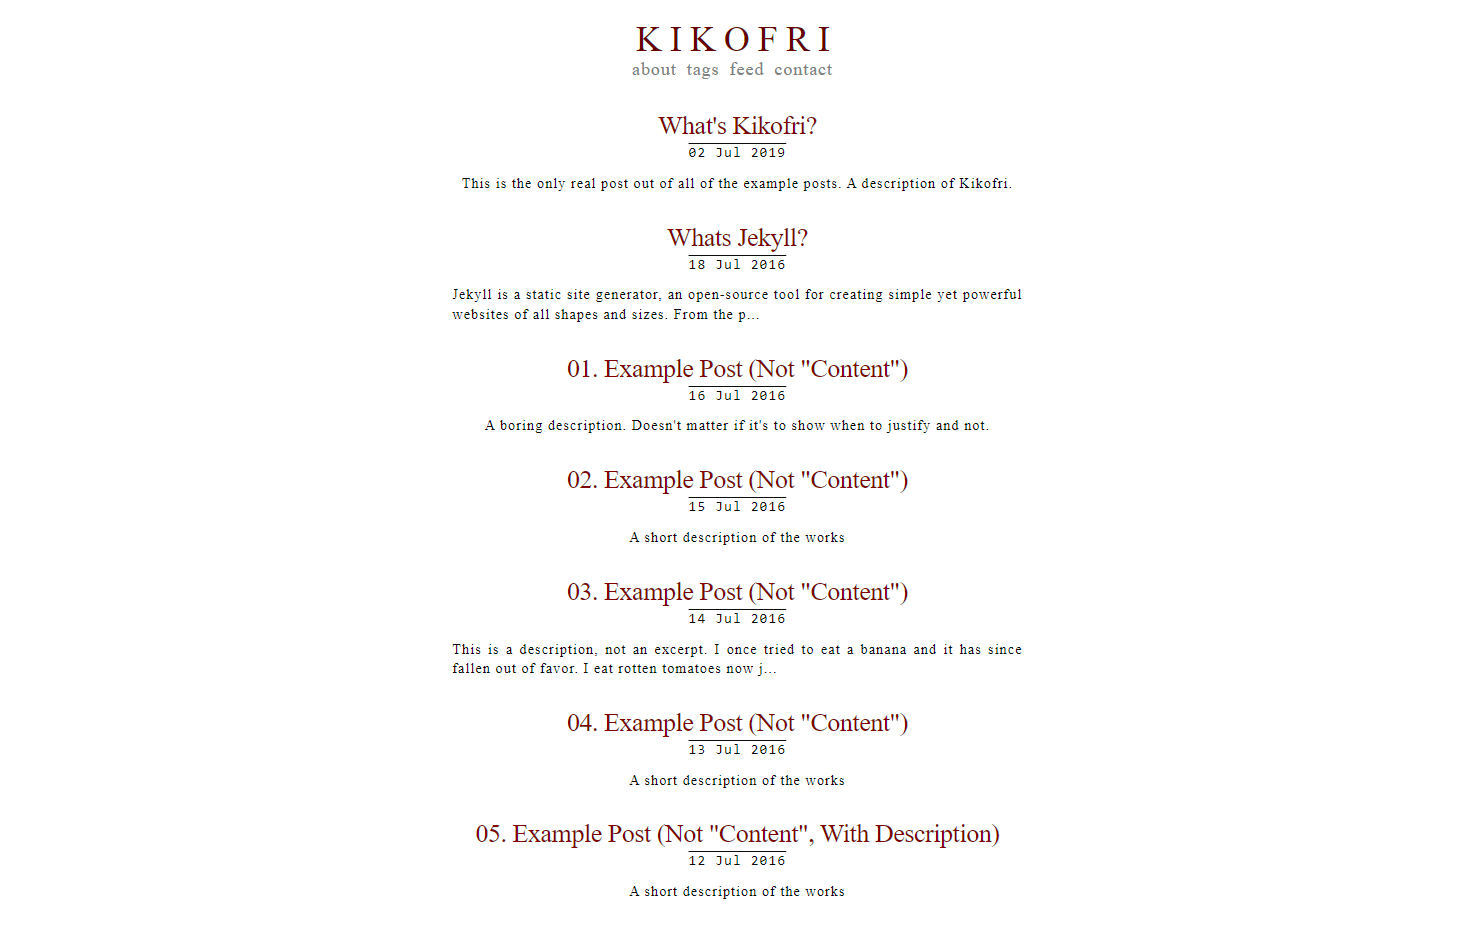 KIKOFRI
about tags feed contact
What's Kikofri?
02 Jul 2019
This is the only real post out of all of the example posts. A description of Kikofri.
Whats Jekyll?
18 Jul 2016
Jekyll is a static site generator, an open-source tool for creating simple yet powerful
websites of all shapes and sizes. From the p...
01. Example Post (Not "Content")
16 Jul 2016
A boring description. Doesn't matter if it's to show when to justify and not.
02. Example Post (Not "Content")
15 Jul 2016
A short description of the works
03. Example Post (Not "Content")
14 Jul 2016
This is a description, not an excerpt. I once tried to eat a banana and it has since
fallen out of favor. I eat rotten tomatoes now j...
04. Example Post (Not "Content")
13 Jul 2016
A short description of the works
05. Example Post (Not "Content", With Description)
12 Jul 2016
A short description of the works